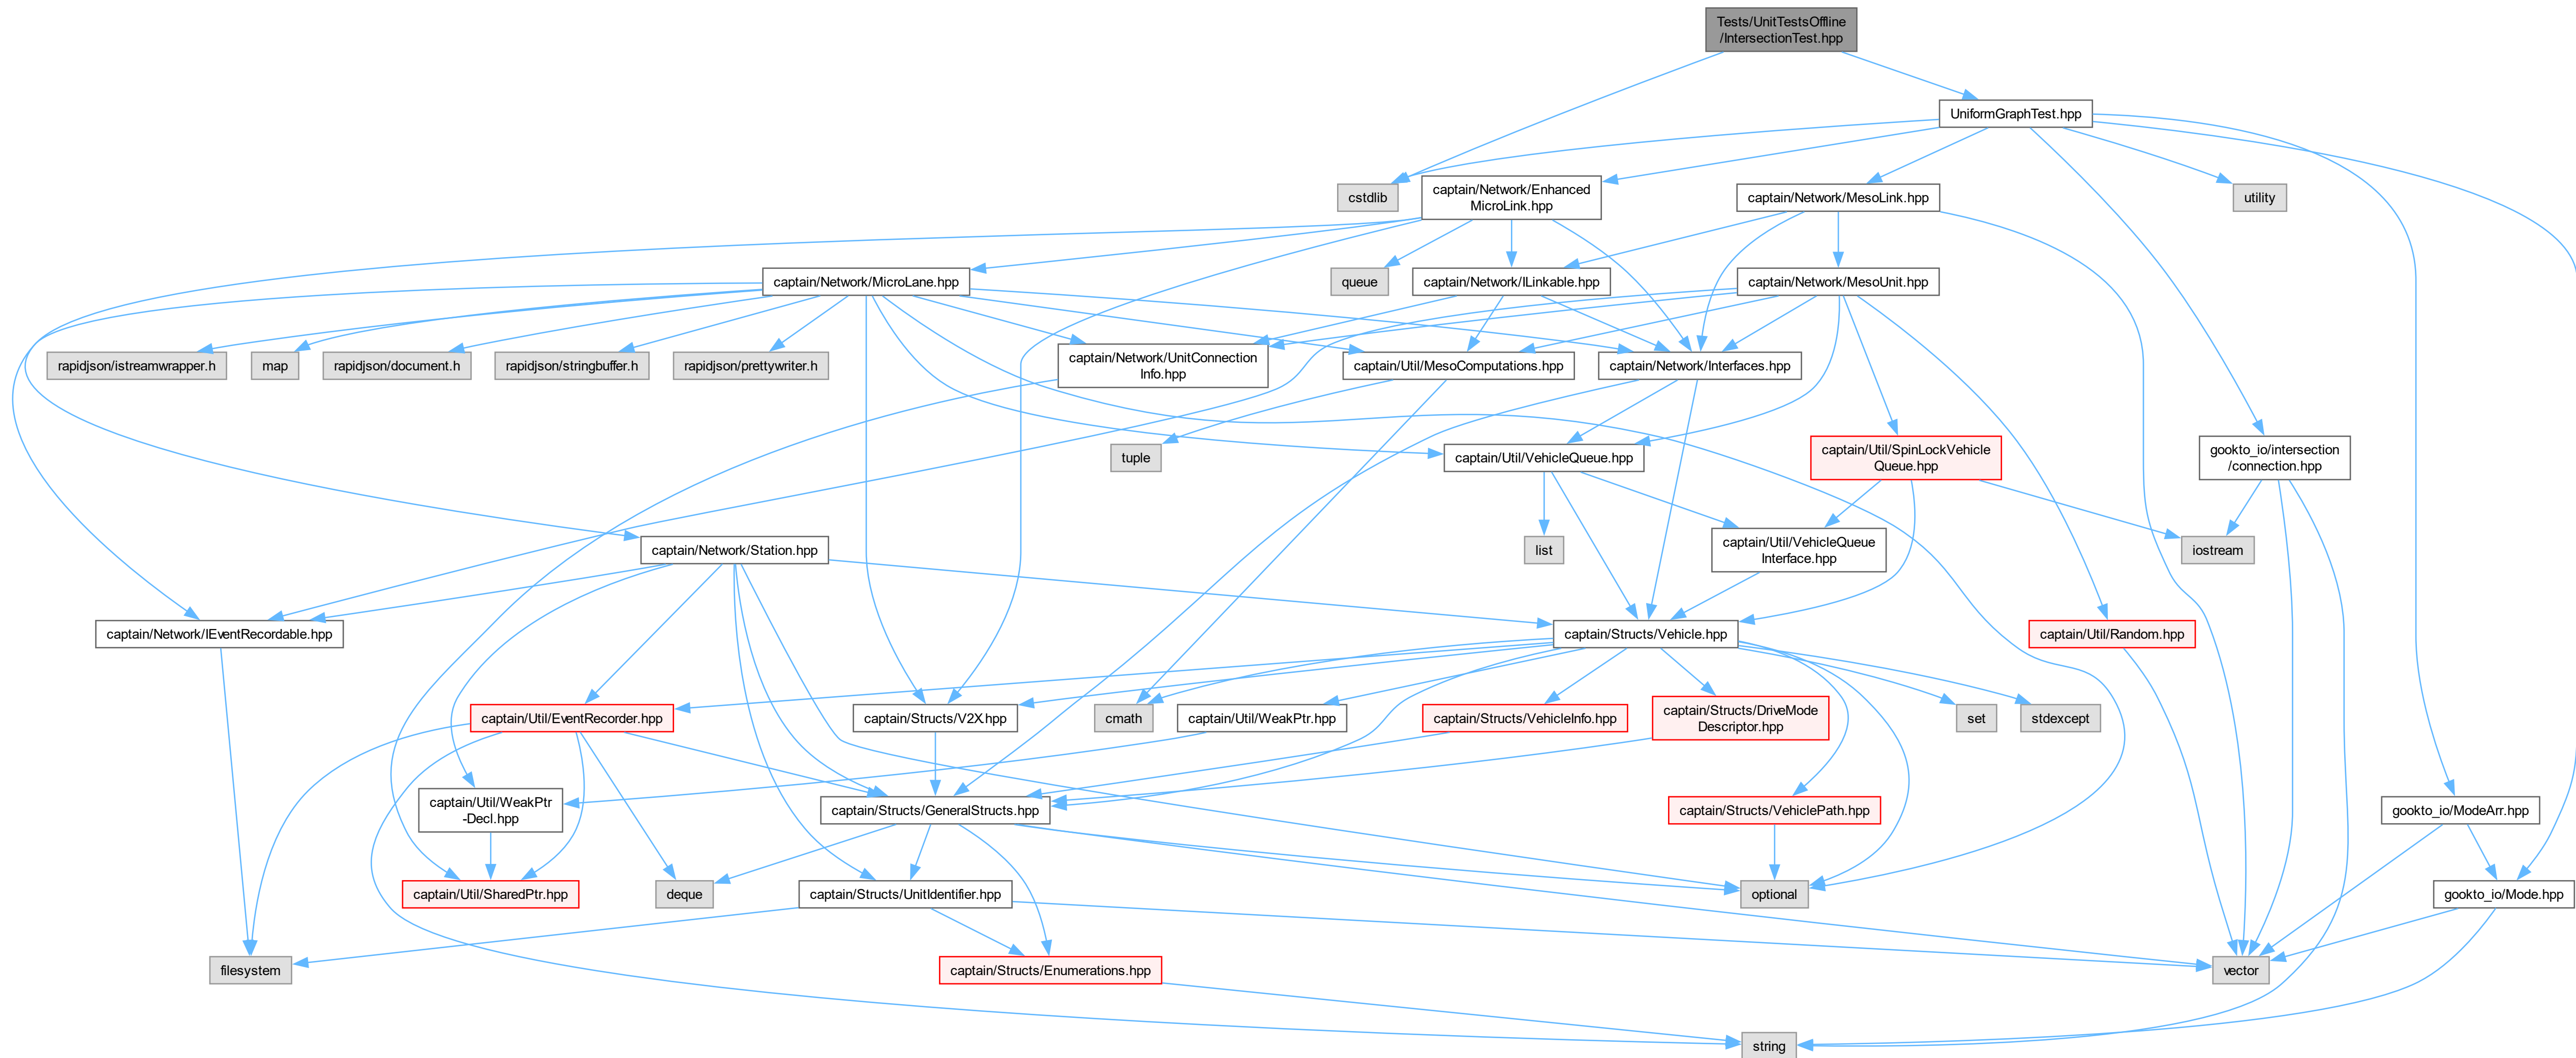 Tests/UnitTestsOffline
/IntersectionTest.hpp
UniformGraphTest.hpp
cstdlib
captain/Network/Enhanced
MicroLink.hpp
captain/Network/MesoLink.hpp
utility
captain/Network/MicroLane.hpp
queue
captain/Network/ILinkable.hpp
captain/Network/MesoUnit.hpp
rapidjson/istreamwrapper.h
map
rapidjson/document.h
rapidjson/stringbuffer.h
rapidjson/prettywriter.h
captain/Network/UnitConnection
Info.hpp
captain/Util/MesoComputations.hpp
captain/Network/Interfaces.hpp
tuple
captain/Util/VehicleQueue.hpp
captain/Util/SpinLockVehicle
Queue.hpp
gookto_io/intersection
/connection.hpp
captain/Network/Station.hpp
list
captain/Util/VehicleQueue
Interface.hpp
iostream
captain/Network/IEventRecordable.hpp
captain/Structs/Vehicle.hpp
captain/Util/Random.hpp
captain/Util/EventRecorder.hpp
captain/Structs/V2X.hpp
cmath
captain/Util/WeakPtr.hpp
captain/Structs/VehicleInfo.hpp
captain/Structs/DriveMode
Descriptor.hpp
set
stdexcept
captain/Util/WeakPtr
-Decl.hpp
captain/Structs/GeneralStructs.hpp
captain/Structs/VehiclePath.hpp
gookto_io/ModeArr.hpp
captain/Util/SharedPtr.hpp
deque
captain/Structs/UnitIdentifier.hpp
optional
gookto_io/Mode.hpp
filesystem
captain/Structs/Enumerations.hpp
vector
string